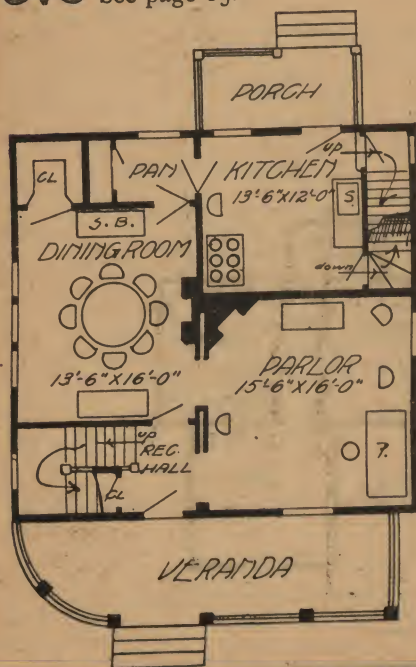 See page
PORCH
up
CL
PAN.
KITCHEN
13'-6"X12'-0"
S
S.B.
DINING ROOM
down
13'-6"X16'-0"
PARLOR
15'-6"X16'-0"
up
REC.
HALL
CL
P.
VERANDA